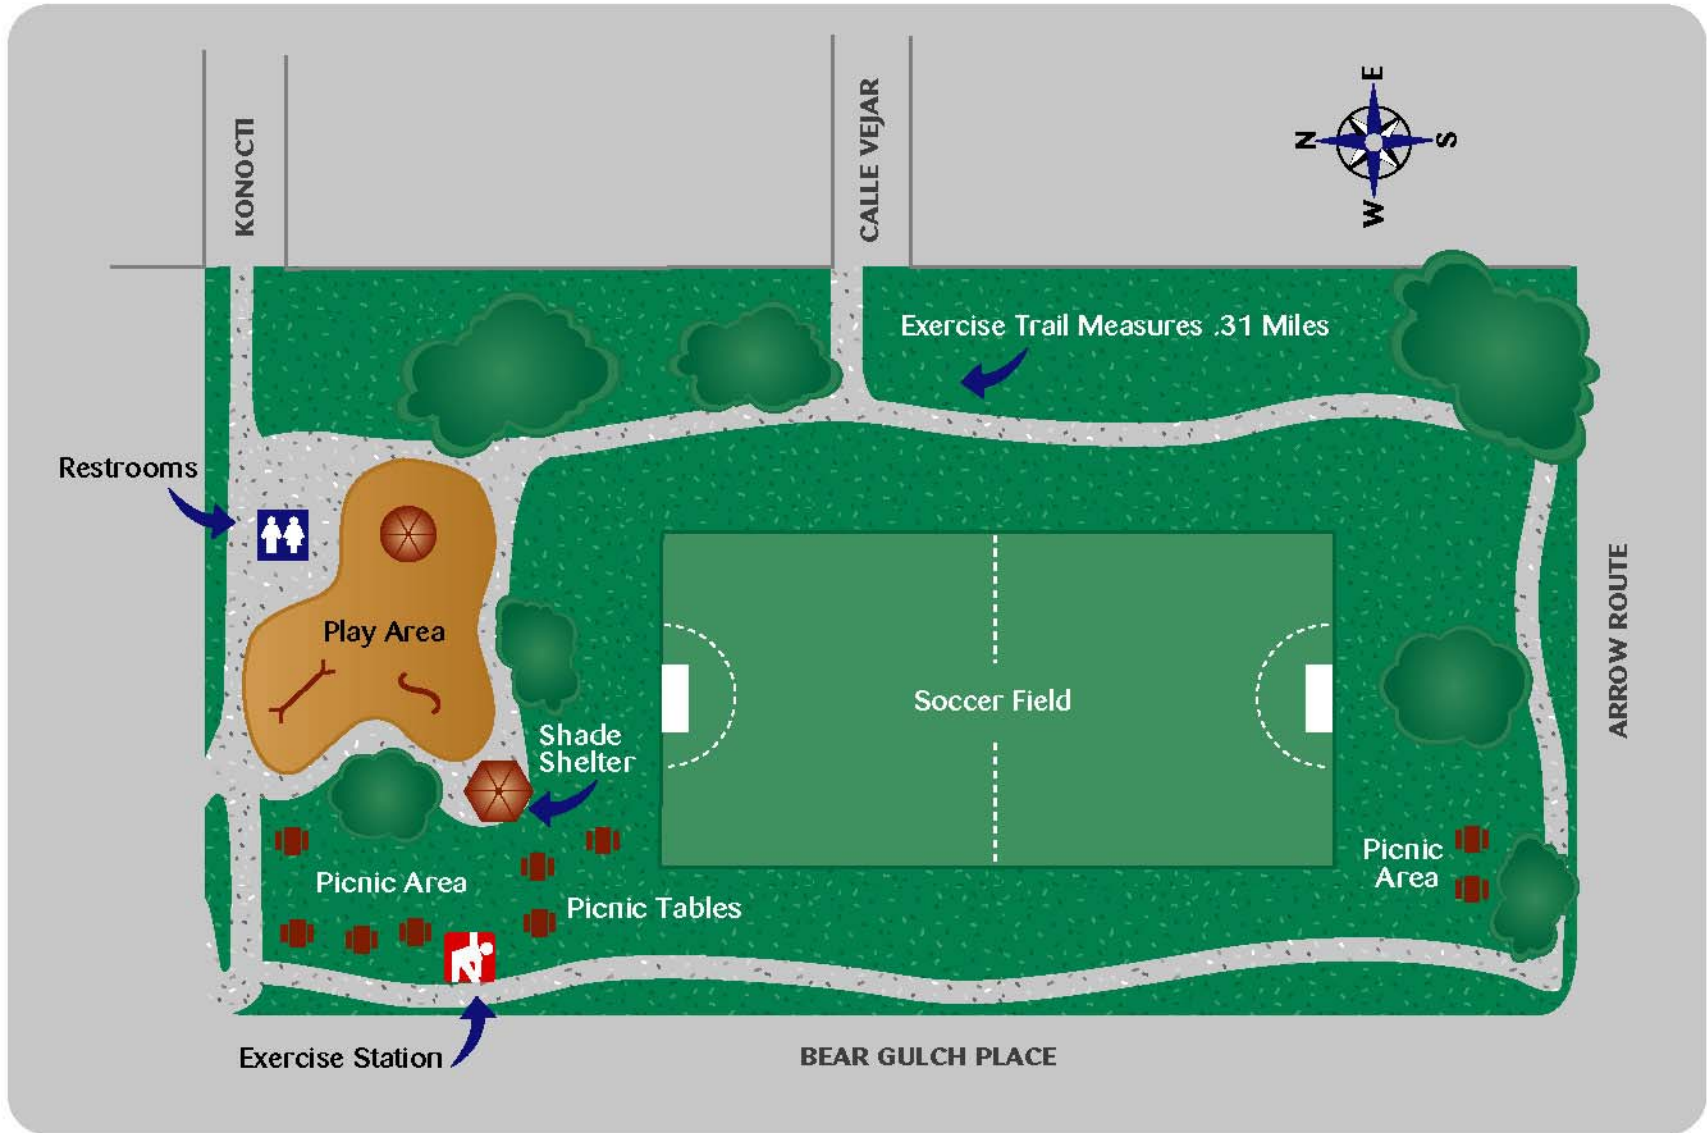 KONOCTI
CALLE VEJAR
E
N
S
W
Exercise Trail Measures .31 Miles
Restrooms
Play Area
Shade
Shelter
Soccer Field
ARROW ROUTE
Picnic Area
Picnic Tables
Picnic
Area
Exercise Station
BEAR GULCH PLACE